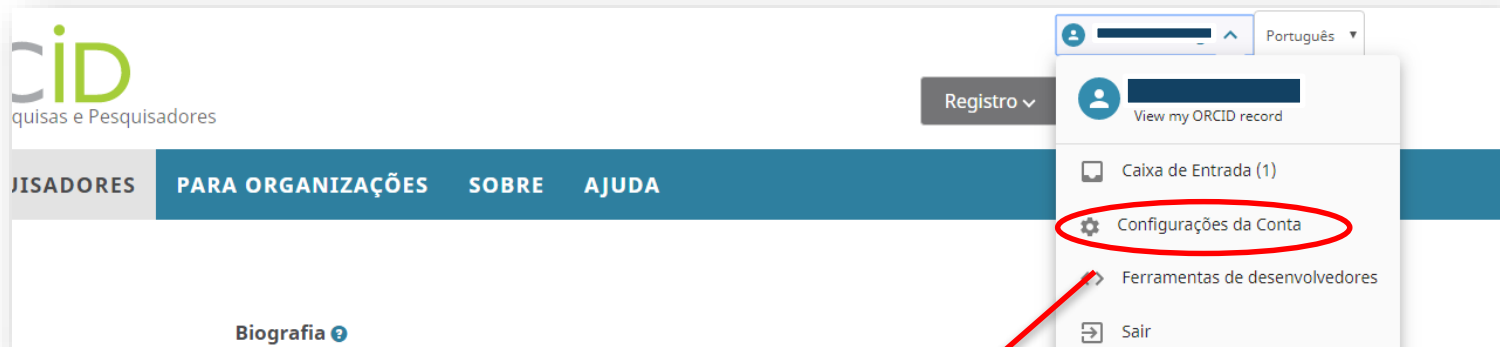 CiD
quisas e Pesquisadores
Português
Registro
View my ORCID record
UISADORES PARA ORGANIZAÇÕES SOBRE AJUDA
Caixa de Entrada (1)
Configurações da Conta
Ferramentas de desenvolvedores
Biografia
Sair